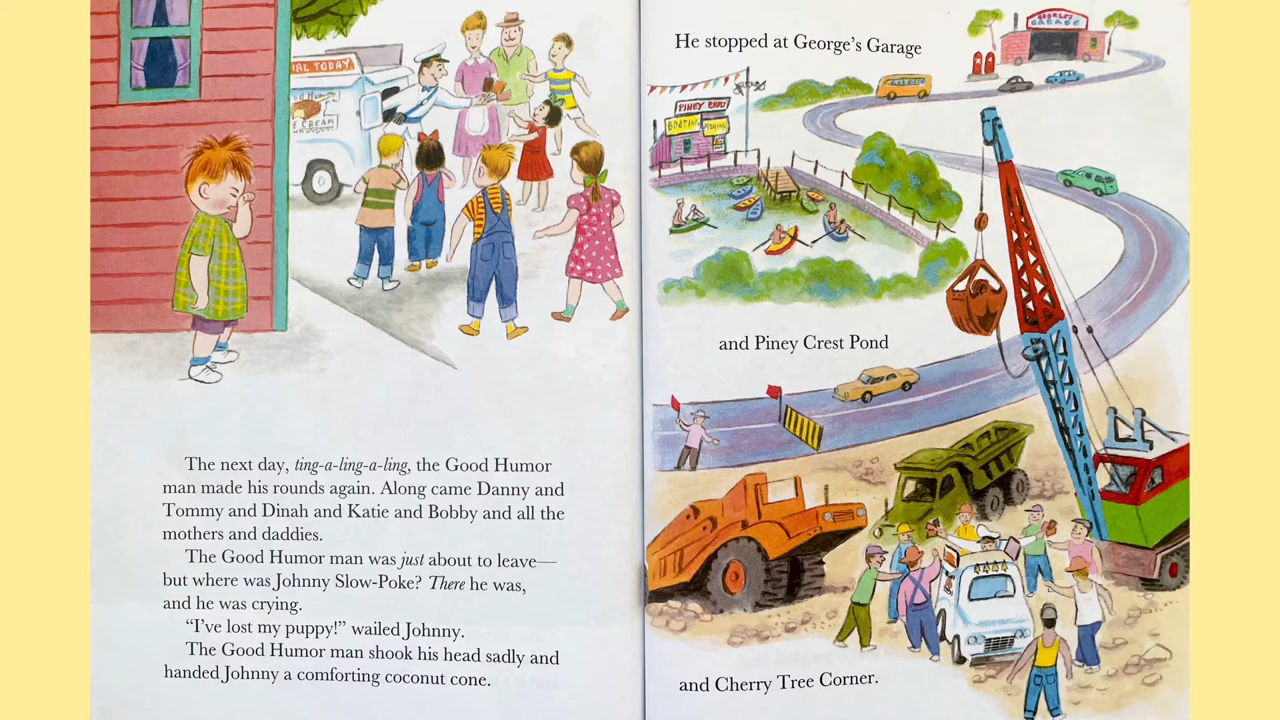 AL TODAY.
E CREAM
The next day, ting-a-ling-a-ling, the Good Humor
man made his rounds again. Along came Danny and
Tommy and Dinah and Katie and Bobby and all the
mothers and daddies.
The Good Humor man was just about to leave—
but where was Johnny Slow-Poke? There he was,
and he was crying.
“I’ve lost my puppy!” wailed Johnny.
The Good Humor man shook his head sadly and
handed Johnny a comforting coconut cone.
He stopped at George’s Garage
GEORGE'S
GARAGE
PINEY CREST
BOATING
and Piney Crest Pond
and Cherry Tree Corner.